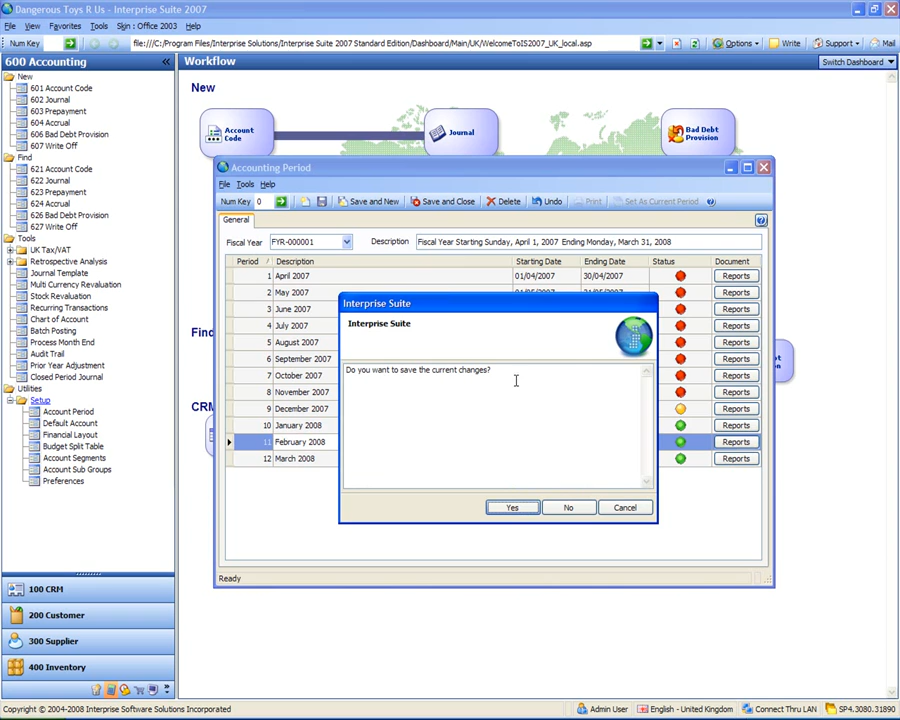 Dangerous Toys R Us - Interprise Suite 2007
File View Favorites Tools Skin : Office 2003 Help
Num Key file:///C:/Program Files/Interprise Solutions/Interprise Suite 2007 Standard Edition/Dashboard/Main/UK/WelcomeToIS2007_UK_local.asp Options Write Support Mail
600 Accounting «
Workflow
Switch Dashboard
New
601 Account Code
602 Journal
603 Prepayment
604 Accrual
606 Bad Debt Provision
607 Write Off
Find
621 Account Code
622 Journal
623 Prepayment
624 Accrual
626 Bad Debt Provision
627 Write Off
Tools
UK Tax/VAT
Retrospective Analysis
Journal Template
Multi Currency Revaluation
Stock Revaluation
Recurring Transactions
Chart of Account
Batch Posting
Process Month End
Audit Trail
Prior Year Adjustment
Closed Period Journal
Utilities
Setup
Account Period
Default Account
Financial Layout
Budget Split Table
Account Segments
Account Sub Groups
Preferences
100 CRM
200 Customer
300 Supplier
400 Inventory
New
Account Code
Journal
Bad Debt Provision
Find
CRM
Accounting Period
File Tools Help
Num Key 0 Save and New Save and Close Delete Undo Print Set As Current Period
General
Fiscal Year FYR-000001 Description Fiscal Year Starting Sunday, April 1, 2007 Ending Monday, March 31, 2008
Period Description Starting Date Ending Date Status Document
1 April 2007 01/04/2007 30/04/2007 Reports
2 May 2007 Reports
3 June 2007 Reports
4 July 2007 Reports
5 August 2007 Reports
6 September 2007 Reports
7 October 2007 Reports
8 November 2007 Reports
9 December 2007 Reports
10 January 2008 Reports
11 February 2008 Reports
12 March 2008 Reports
Ready
Interprise Suite
Interprise Suite
Do you want to save the current changes?
Yes No Cancel
Copyright © 2004-2008 Interprise Software Solutions International Admin User English - United Kingdom Connect Thru LAN SP4.3080.31890